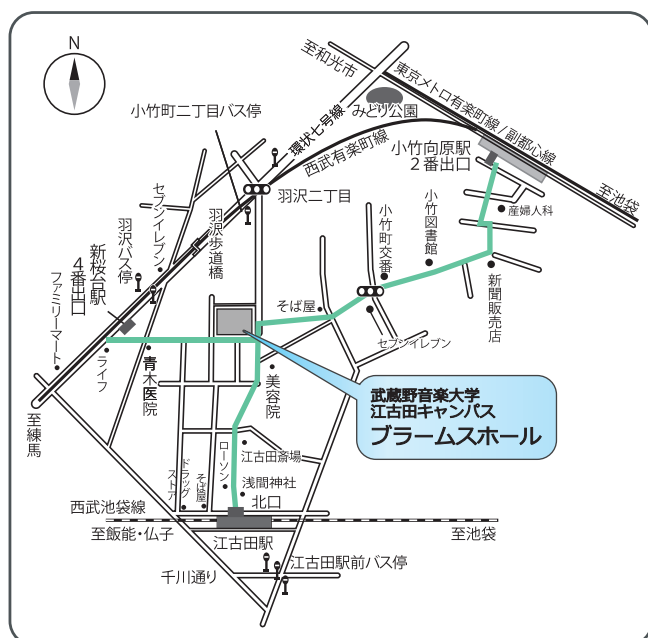 N
至和光市
東京メトロ有楽町線/副都心線
みどり公園
環状七号線
西武有楽町線
小竹町二丁目バス停
小竹向原駅
2番出口
至池袋
産婦人科
羽沢二丁目
小竹図書館
小竹町交番
羽沢歩道橋
セブンイレブン
羽沢バス停
新桜台駅
4番出口
ファミリーマート
新聞販売店
そば屋
セブンイレブン
ライフ
青木医院
美容院
至練馬
武蔵野音楽大学
江古田キャンパス
ブラームスホール
江古田斎場
ローソン
浅間神社
そば屋
ドラッグ
ストア
北口
西武池袋線
至飯能・仏子
至池袋
江古田駅
江古田駅前バス停
千川通り